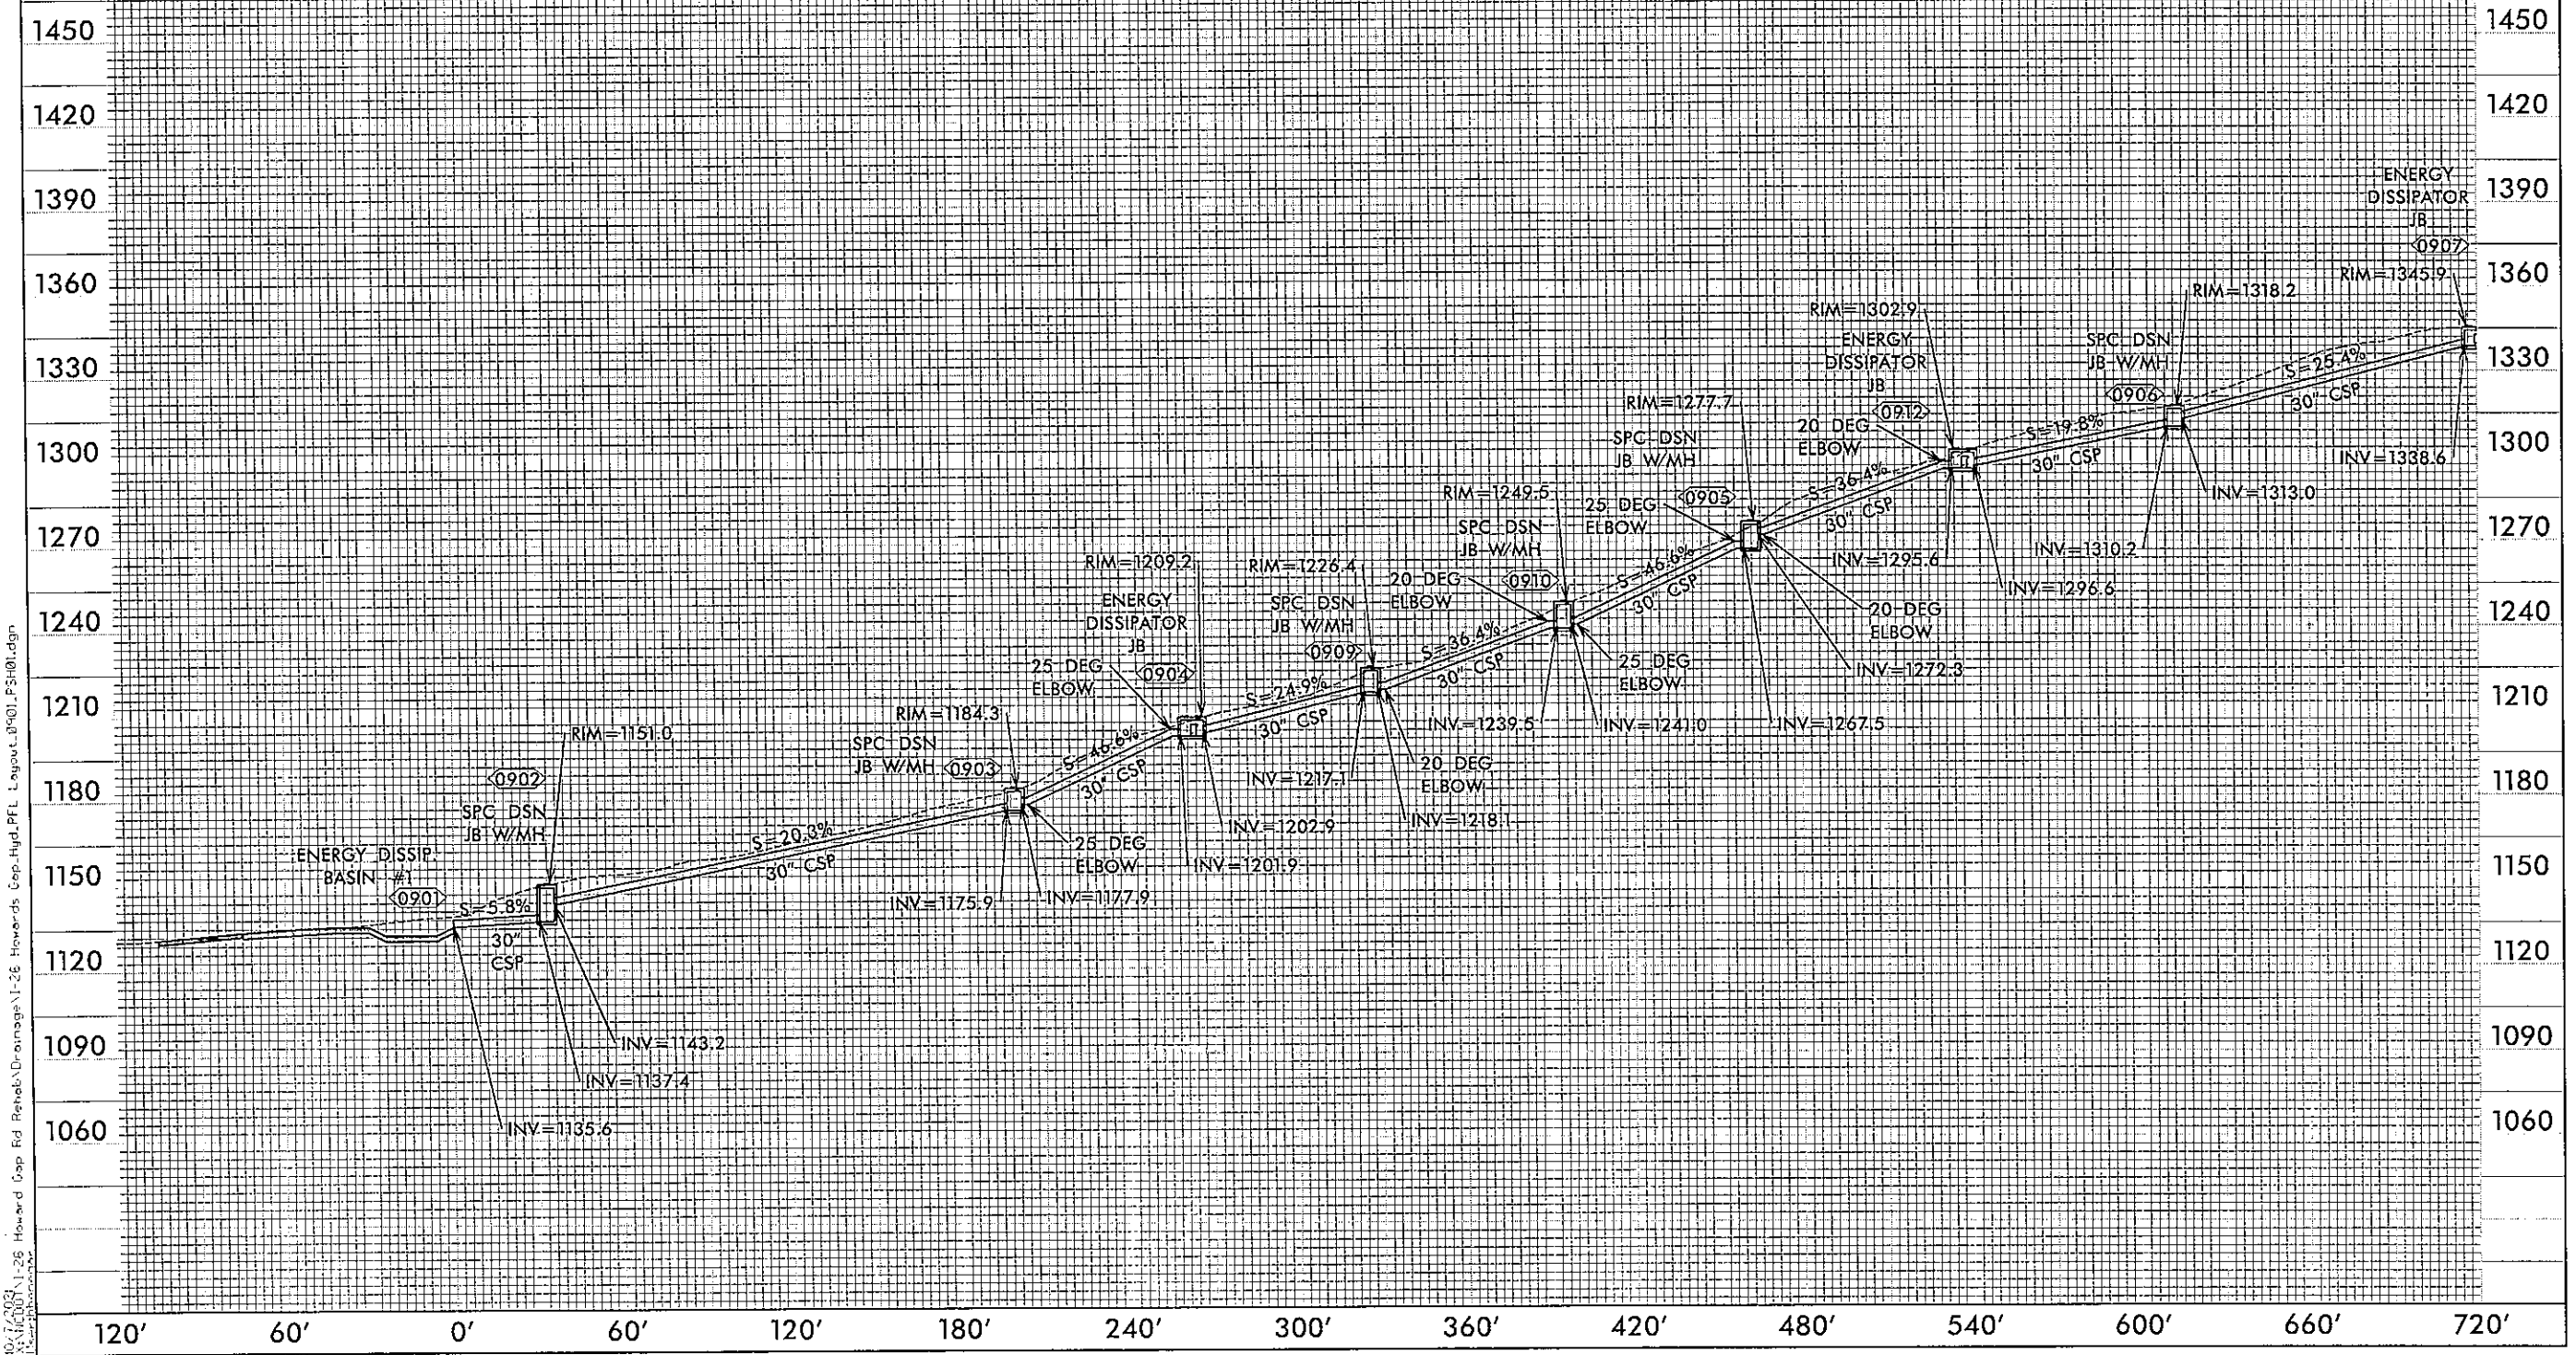 1450
1420
1390
1360
1330
1300
1270
1240
1210
1180
1150
1120
1090
1060
1450
1420
1390
1360
1330
1300
1270
1240
1210
1180
1150
1120
1090
1060
ENERGY DISSIP.
BASIN #1
0901
S=5.8%
30"
CSP
INV=1135.6
INV=1137.4
INV=1143.2
0902
SPC DSN
JB W/MH
RIM=1151.0
S=20.3%
30" CSP
SPC DSN
JB W/MH
0903
RIM=1184.3
INV=1175.9
INV=1177.9
25 DEG
ELBOW
S=46.6%
30" CSP
25 DEG
ELBOW
RIM=1209.2
ENERGY
DISSIPATOR
JB
0904
INV=1201.9
INV=1202.9
S=24.9%
30" CSP
RIM=1226.4
SPC DSN
JB W/MH
0909
INV=1217.1
INV=1218.1
20 DEG
ELBOW
S=36.4%
30" CSP
20 DEG
ELBOW
RIM=1249.5
SPC DSN
JB W/MH
0910
INV=1239.5
INV=1241.0
25 DEG
ELBOW
S=46.6%
30" CSP
25 DEG
ELBOW
RIM=1277.7
SPC DSN
JB W/MH
0905
INV=1267.5
INV=1272.3
20 DEG
ELBOW
S=36.4%
30" CSP
20 DEG
ELBOW
RIM=1302.9
ENERGY
DISSIPATOR
JB
0912
INV=1295.6
INV=1296.6
S=19.8%
30" CSP
SPC DSN
JB W/MH
0906
RIM=1318.2
INV=1310.2
INV=1313.0
S=25.4%
30" CSP
ENERGY
DISSIPATOR
JB
0907
RIM=1345.9
INV=1338.6
120' 60' 0' 60' 120' 180' 240' 300' 360' 420' 480' 540' 600' 660' 720'